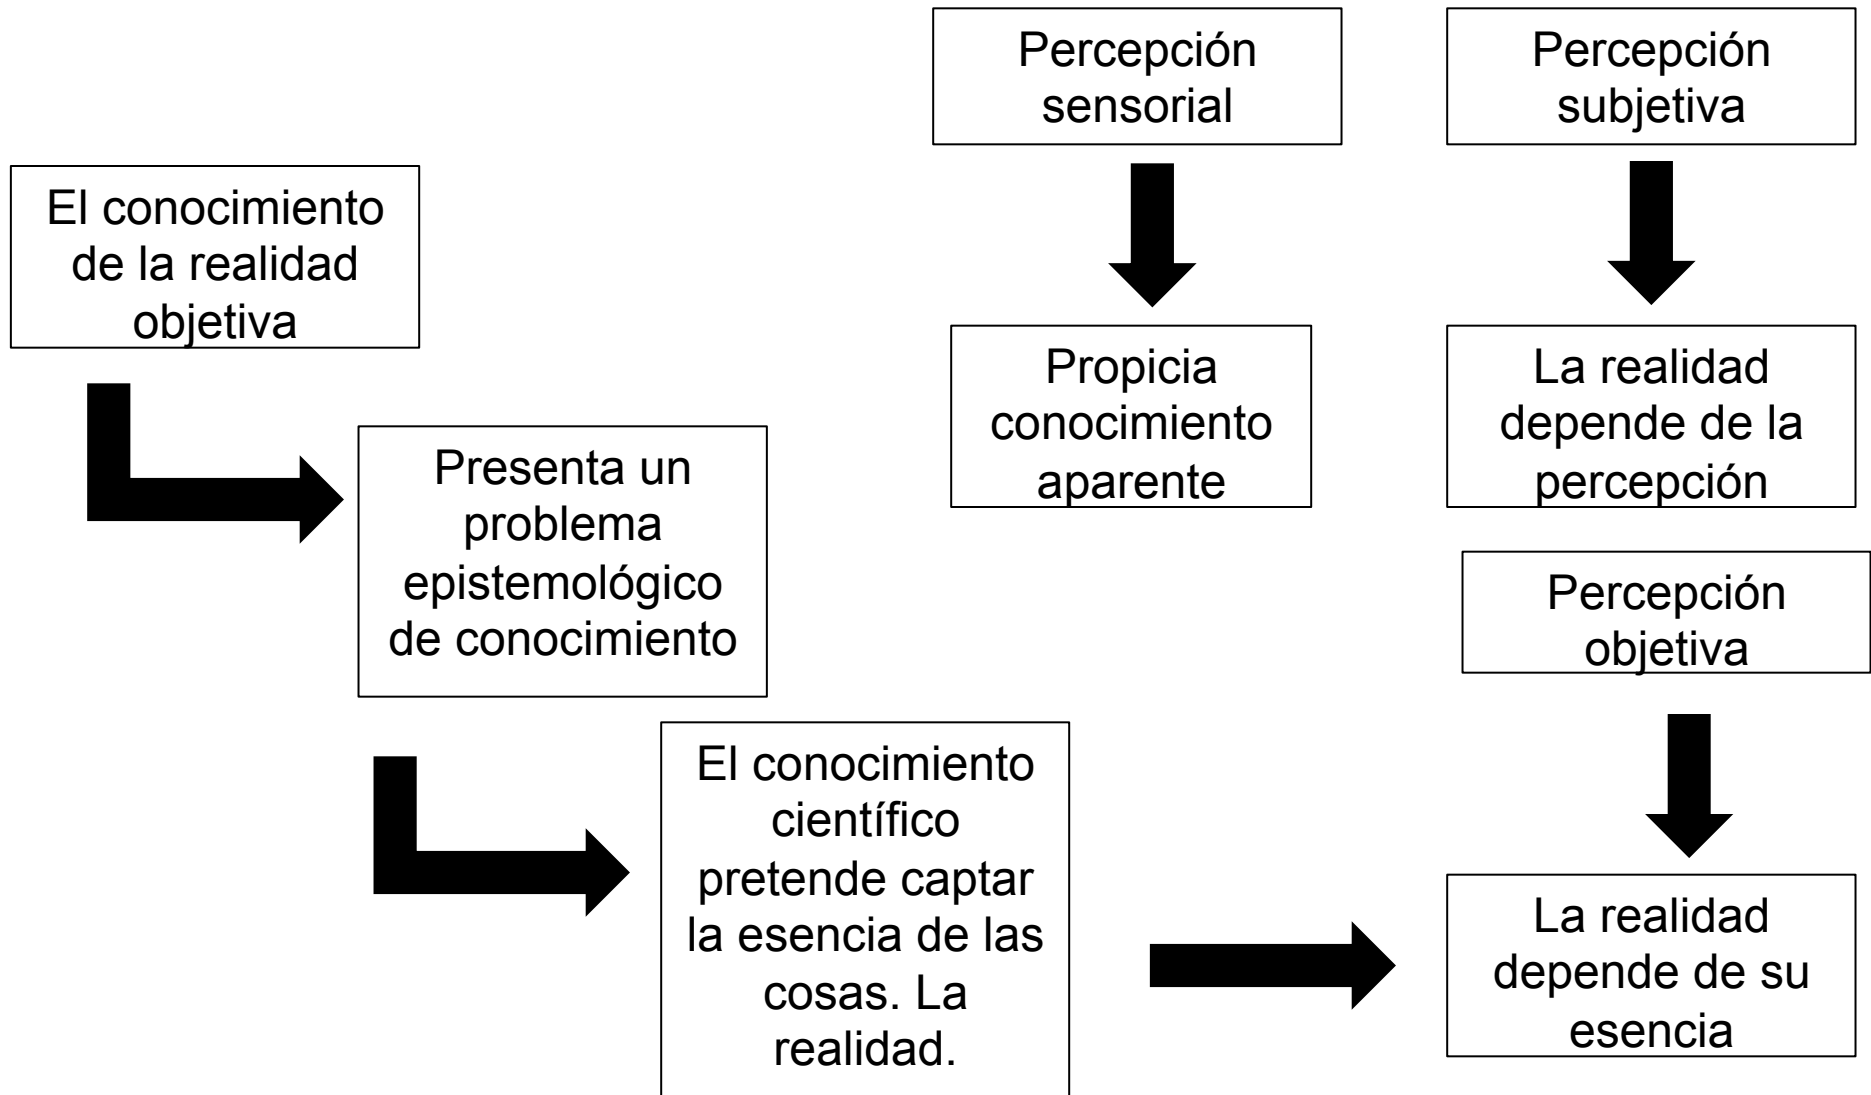 Percepción
sensorial
Percepción
subjetiva
El conocimiento
de la realidad
objetiva
Propicia
conocimiento
aparente
La realidad
depende de la
percepción
Presenta un
problema
epistemológico
de conocimiento
Percepción
objetiva
El conocimiento
científico
pretende captar
la esencia de las
cosas. La
realidad.
La realidad
depende de su
esencia